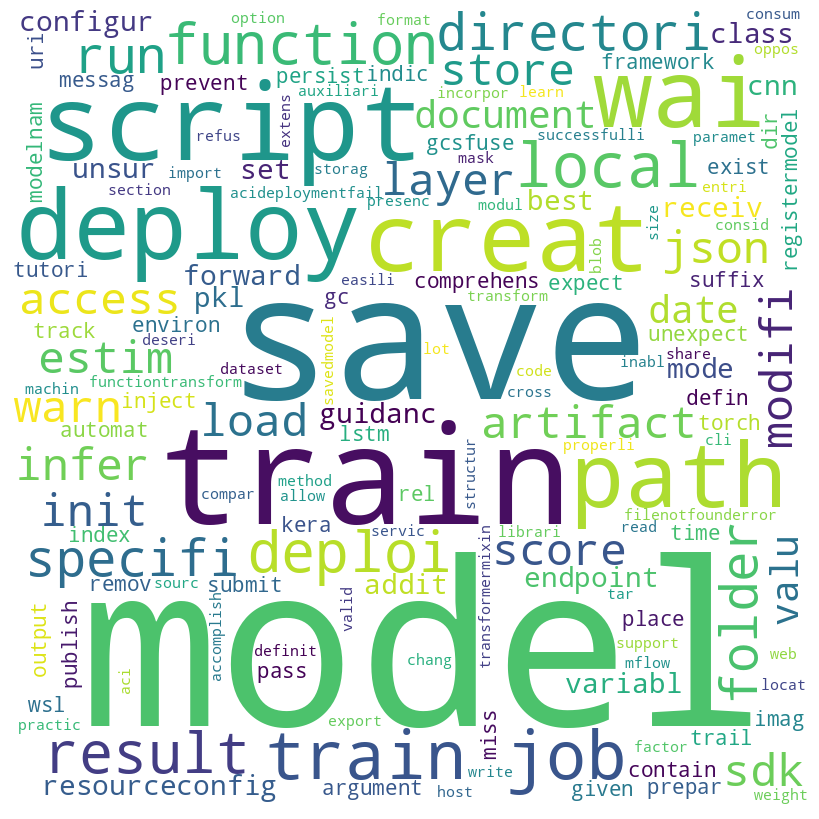 configur
option
format
consum
uri
run
function
directori
class
oppos
messag
prevent
persist
indic
store
framework
auxiliari
incorpor
learn
cnn
script
wai
document
modelnam
refus
extens
gcsfuse
successfulli
paramet
dir
registermodel
unsur
import
set
storag
mask
local
exist
section
acideploymentfail
layer
presenc
modul
best
receiv
entri
consid
deploy
creat
size
json
tutori
forward
easili
comprehens
expect
blob
suffix
access
pkl
gc
transform
date
track
environ
deseri
save
unexpect
modifi
estim
dataset
savedmodel
lot
code
inabl
share
mode
machin
functiontransform
cross
warn
inject
load
guidanc
artifact
defin
torch
automat
lstm
properli
cli
infer
train
path
method
structur
compar
allow
rel
filenotfounderror
init
index
kera
servic
librari
read
time
valu
specifi
deploi
score
folder
remov
sourc
submit
transformermixin
addit
endpoint
tar
output
publish
accomplish
valid
model
place
definit
support
web
aci
pass
chang
variabl
mflow
locat
wsl
practic
export
miss
imag
result
train
job
factor
trail
write
contain
sdk
resourceconfig
argument
host
given
prepar
weight